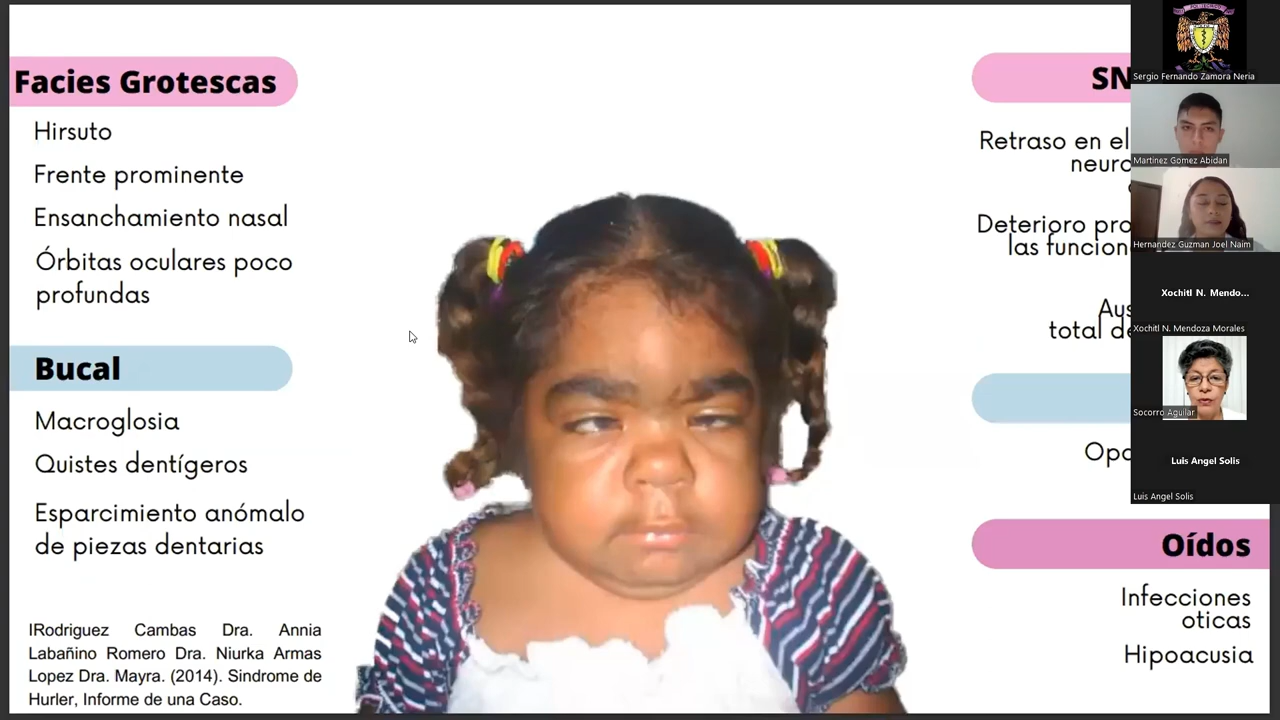 Facies Grotescas
Hirsuto
Frente prominente
Ensanchamiento nasal
Órbitas oculares poco
profundas
Bucal
Macroglosia
Quistes dentígeros
Esparcimiento anómalo
de piezas dentarias
IRodriguez Cambas Dra. Annia
Labañino Romero Dra. Niurka Armas
Lopez Dra. Mayra. (2014). Sindrome de
Hurler, Informe de una Caso.
SN
Retraso en el
neuro
Deterioro pro
las funcion
Aus
total de
Opa
Oídos
Infecciones
oticas
Hipoacusia
Sergio Fernando Zamora Neria
Martinez Gomez Abidan
Hernandez Guzman Joel Naim
Xochitl N. Mendo...
Xochitl N. Mendoza Morales
Socorro Aguilar
Luis Angel Solis
Luis Angel Solis